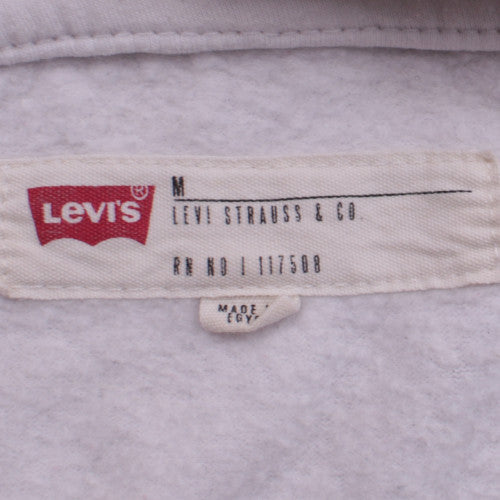 LEVI'S ®
M
LEVI STRAUSS & CO.
RN NO | 117508
MADE